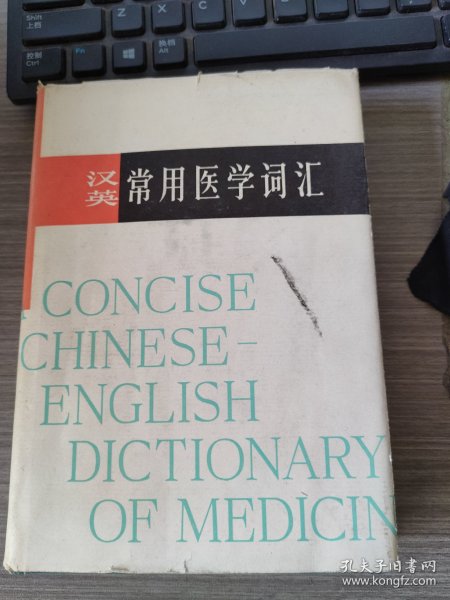 Shift
上档
控制
Ctrl
Fn
Alt
换档
Alt
汉英
常用医学词汇
CONCISE
CHINESE-
ENGLISH
DICTIONARY
OF MEDICIN
孔夫子旧书网
www.kongfz.com